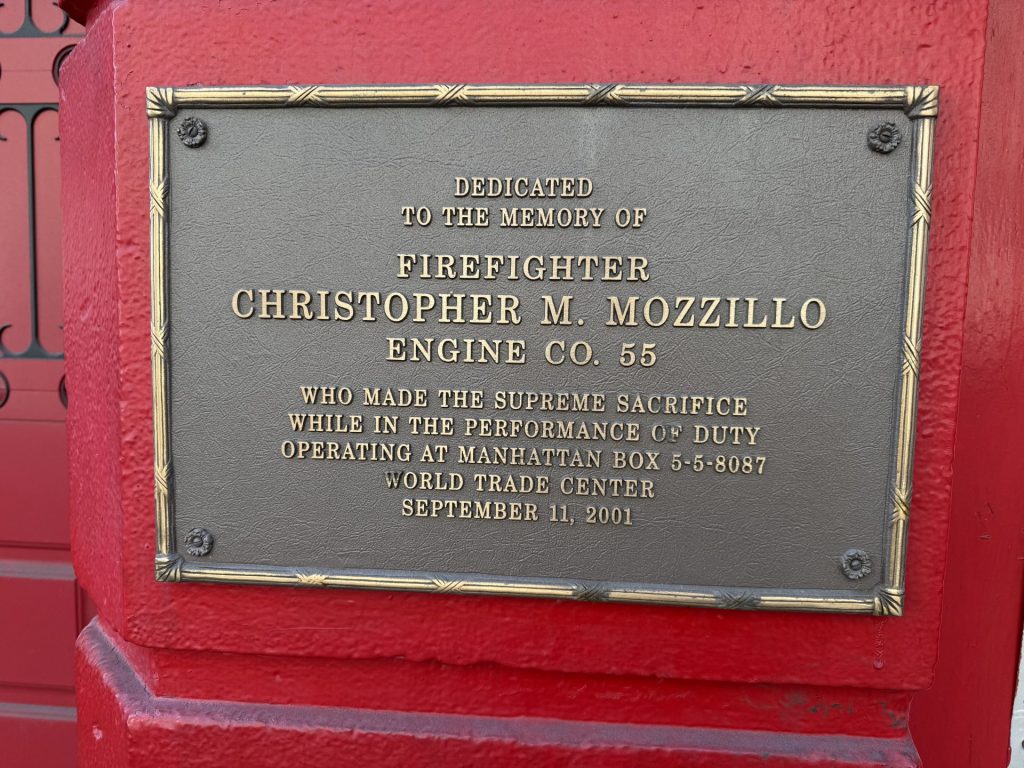 DEDICATED
TO THE MEMORY OF
FIREFIGHTER
CHRISTOPHER M. MOZZILLO
ENGINE CO. 55
WHO MADE THE SUPREME SACRIFICE
WHILE IN THE PERFORMANCE OF DUTY
OPERATING AT MANHATTAN BOX 5-5-8087
WORLD TRADE CENTER
SEPTEMBER 11, 2001